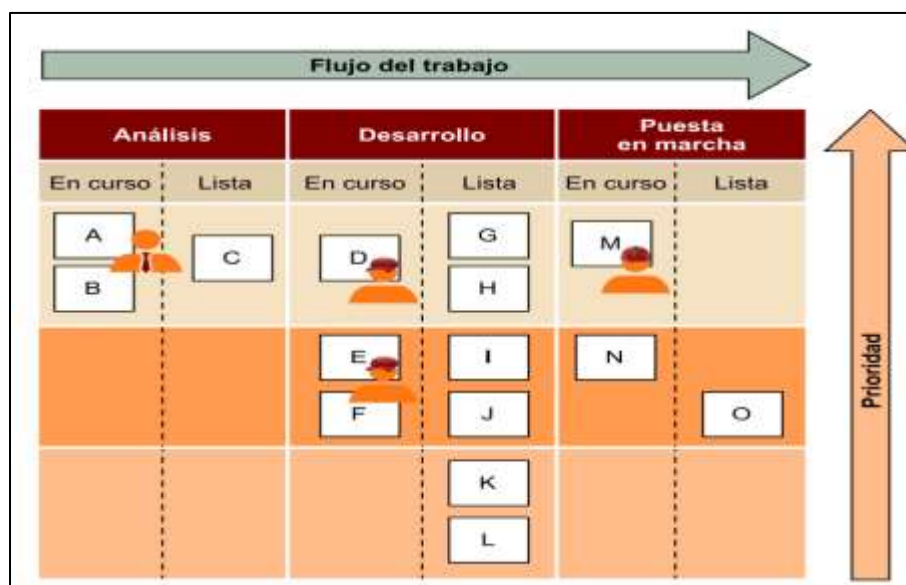 Flujo del trabajo
Análisis
Desarrollo
Puesta
en marcha
En curso
Lista
En curso
Lista
En curso
Lista
A
B
C
D
G
H
M
E
F
I
J
N
O
K
L
Prioridad